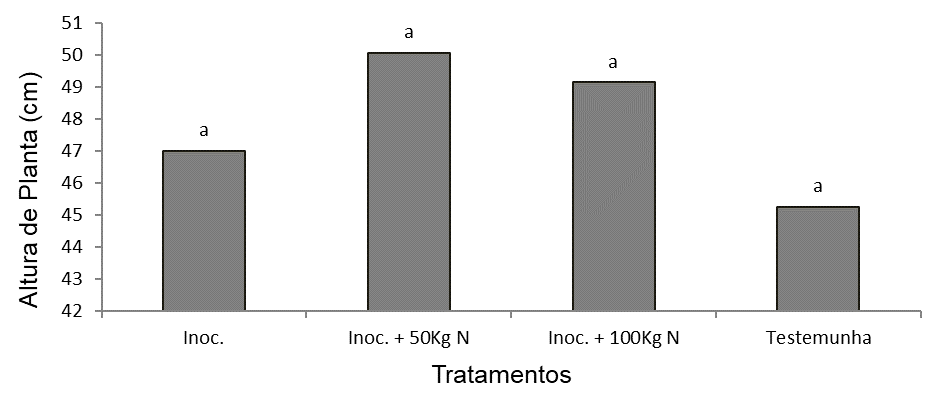 Altura de Planta (cm)
51
50
49
48
47
46
45
44
43
42
a
a
a
a
Inoc.
Inoc. + 50Kg N
Inoc. + 100Kg N
Testemunha
Tratamentos